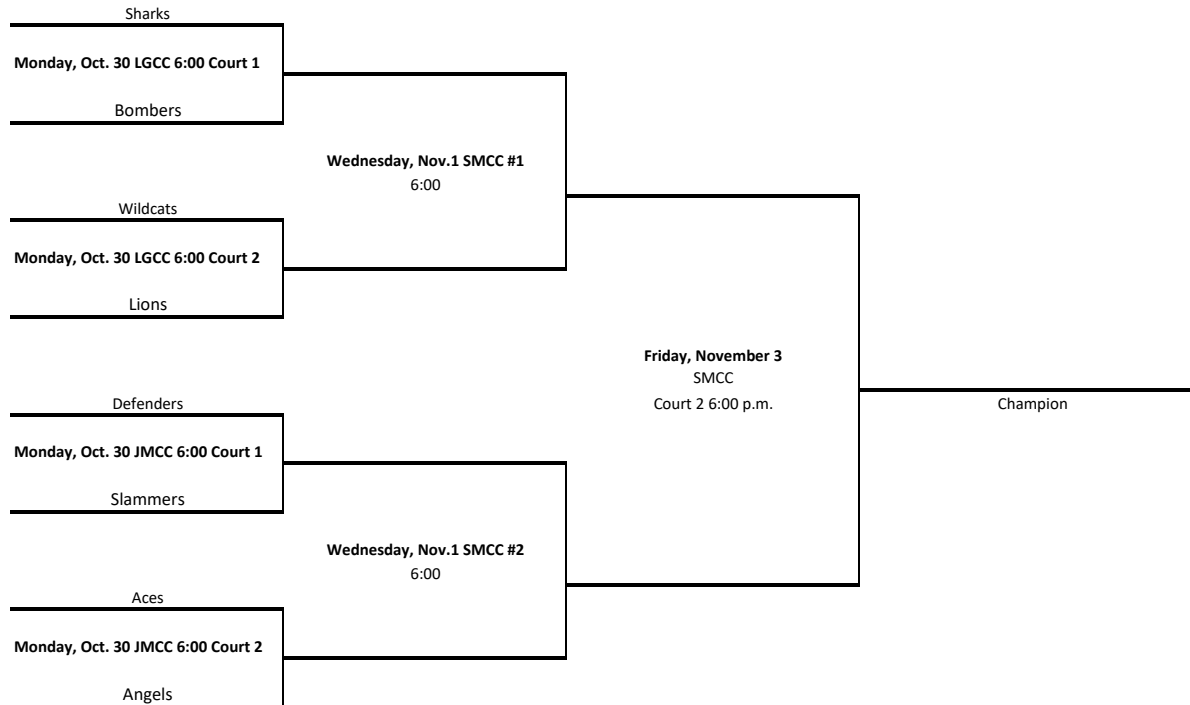 Sharks
Monday, Oct. 30 LGCC 6:00 Court 1
Bombers
Wednesday, Nov.1 SMCC #1
6:00
Wildcats
Monday, Oct. 30 LGCC 6:00 Court 2
Lions
Friday, November 3
SMCC
Court 2 6:00 p.m.
Champion
Defenders
Monday, Oct. 30 JMCC 6:00 Court 1
Slammers
Wednesday, Nov.1 SMCC #2
6:00
Aces
Monday, Oct. 30 JMCC 6:00 Court 2
Angels